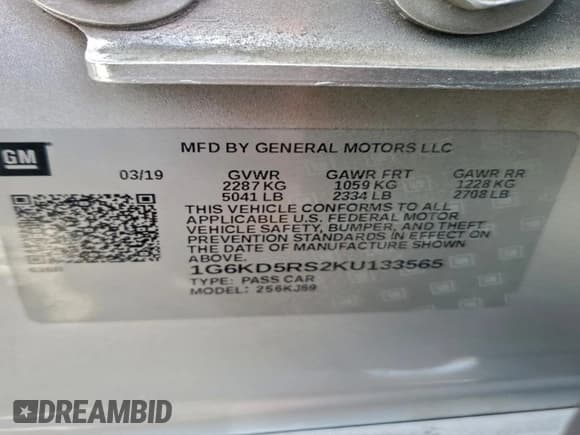 GM
MFD BY GENERAL MOTORS LLC
03/19 GVWR GAWR FRT GAWR RR
2287 KG 1059 KG 1228 KG
5041 LB 2334 LB 2708 LB
THIS VEHICLE CONFORMS TO ALL
APPLICABLE U.S. FEDERAL MOTOR
VEHICLE SAFETY, BUMPER, AND THEFT
PREVENTION STANDARDS IN EFFECT ON
THE DATE OF MANUFACTURE SHOWN
ABOVE.
1G6KD5RS2KU133565
TYPE: PASS CAR
MODEL: 256KJ69
DREAMBID